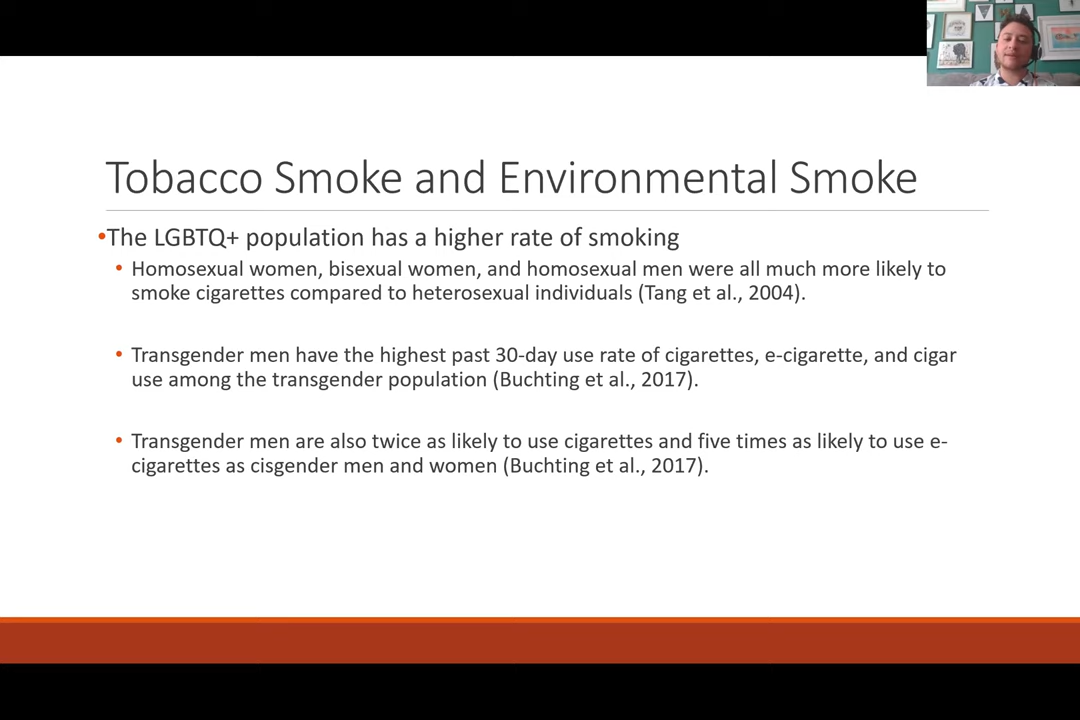 Tobacco Smoke and Environmental Smoke
•The LGBTQ+ population has a higher rate of smoking
• Homosexual women, bisexual women, and homosexual men were all much more likely to
smoke cigarettes compared to heterosexual individuals (Tang et al., 2004).
• Transgender men have the highest past 30-day use rate of cigarettes, e-cigarette, and cigar
use among the transgender population (Buchting et al., 2017).
• Transgender men are also twice as likely to use cigarettes and five times as likely to use e-
cigarettes as cisgender men and women (Buchting et al., 2017).